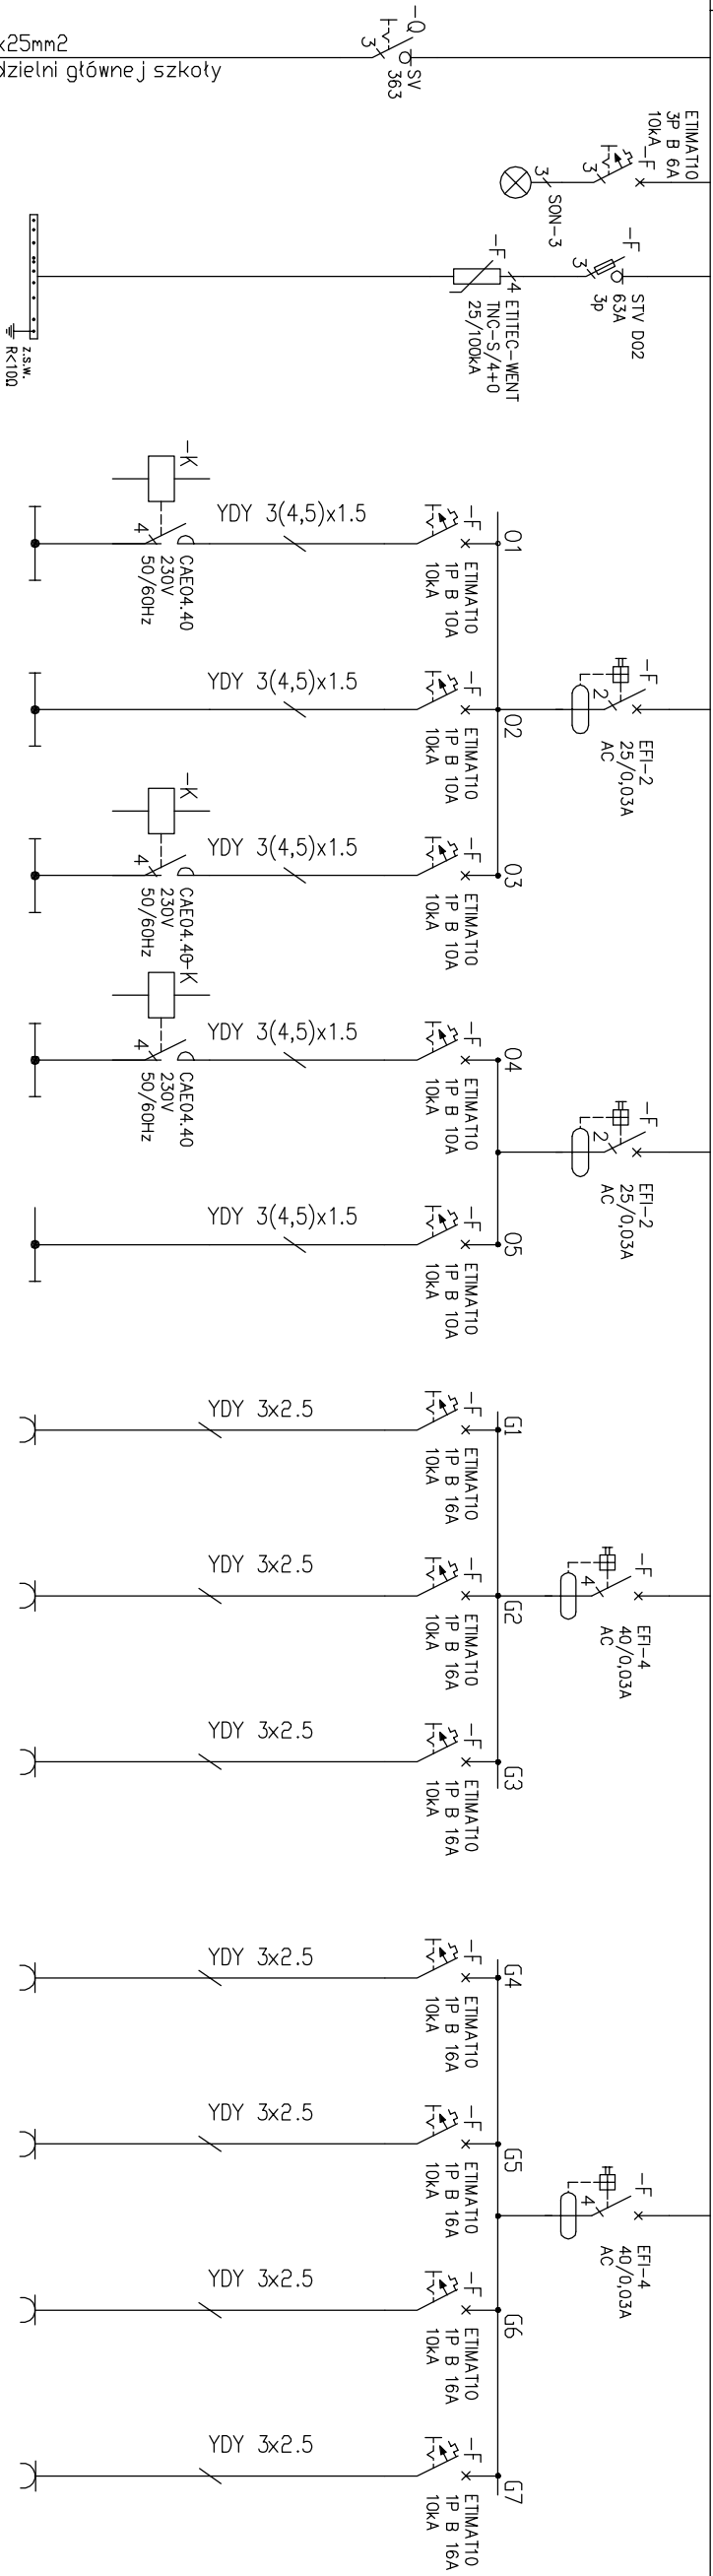 x25mm2
dzielni głównej szkoły
-Q
3
SV
363
ETIMAT10
3P B 6A
10kA
-F
3
3
SON-3
-F
3
STV D02
63A
3p
-F
4
ETITEC-WENT
TNC-S/4+0
25/100kA
z.s.w.
R<10Ω
O1
-F
ETIMAT10
1P B 10A
10kA
YDY 3(4,5)x1.5
-K
4
CAE04.40
230V
50/60Hz
-F
2
EFI-2
25/0,03A
AC
O2
-F
ETIMAT10
1P B 10A
10kA
YDY 3(4,5)x1.5
O3
-F
ETIMAT10
1P B 10A
10kA
YDY 3(4,5)x1.5
-K
4
CAE04.40
230V
50/60Hz
O4
-F
ETIMAT10
1P B 10A
10kA
YDY 3(4,5)x1.5
-K
4
CAE04.40
230V
50/60Hz
-F
2
EFI-2
25/0,03A
AC
O5
-F
ETIMAT10
1P B 10A
10kA
YDY 3(4,5)x1.5
G1
-F
ETIMAT10
1P B 16A
10kA
YDY 3x2.5
-F
4
EFI-4
40/0,03A
AC
G2
-F
ETIMAT10
1P B 16A
10kA
YDY 3x2.5
G3
-F
ETIMAT10
1P B 16A
10kA
YDY 3x2.5
G4
-F
ETIMAT10
1P B 16A
10kA
YDY 3x2.5
G5
-F
ETIMAT10
1P B 16A
10kA
YDY 3x2.5
-F
4
EFI-4
40/0,03A
AC
G6
-F
ETIMAT10
1P B 16A
10kA
YDY 3x2.5
G7
-F
ETIMAT10
1P B 16A
10kA
YDY 3x2.5